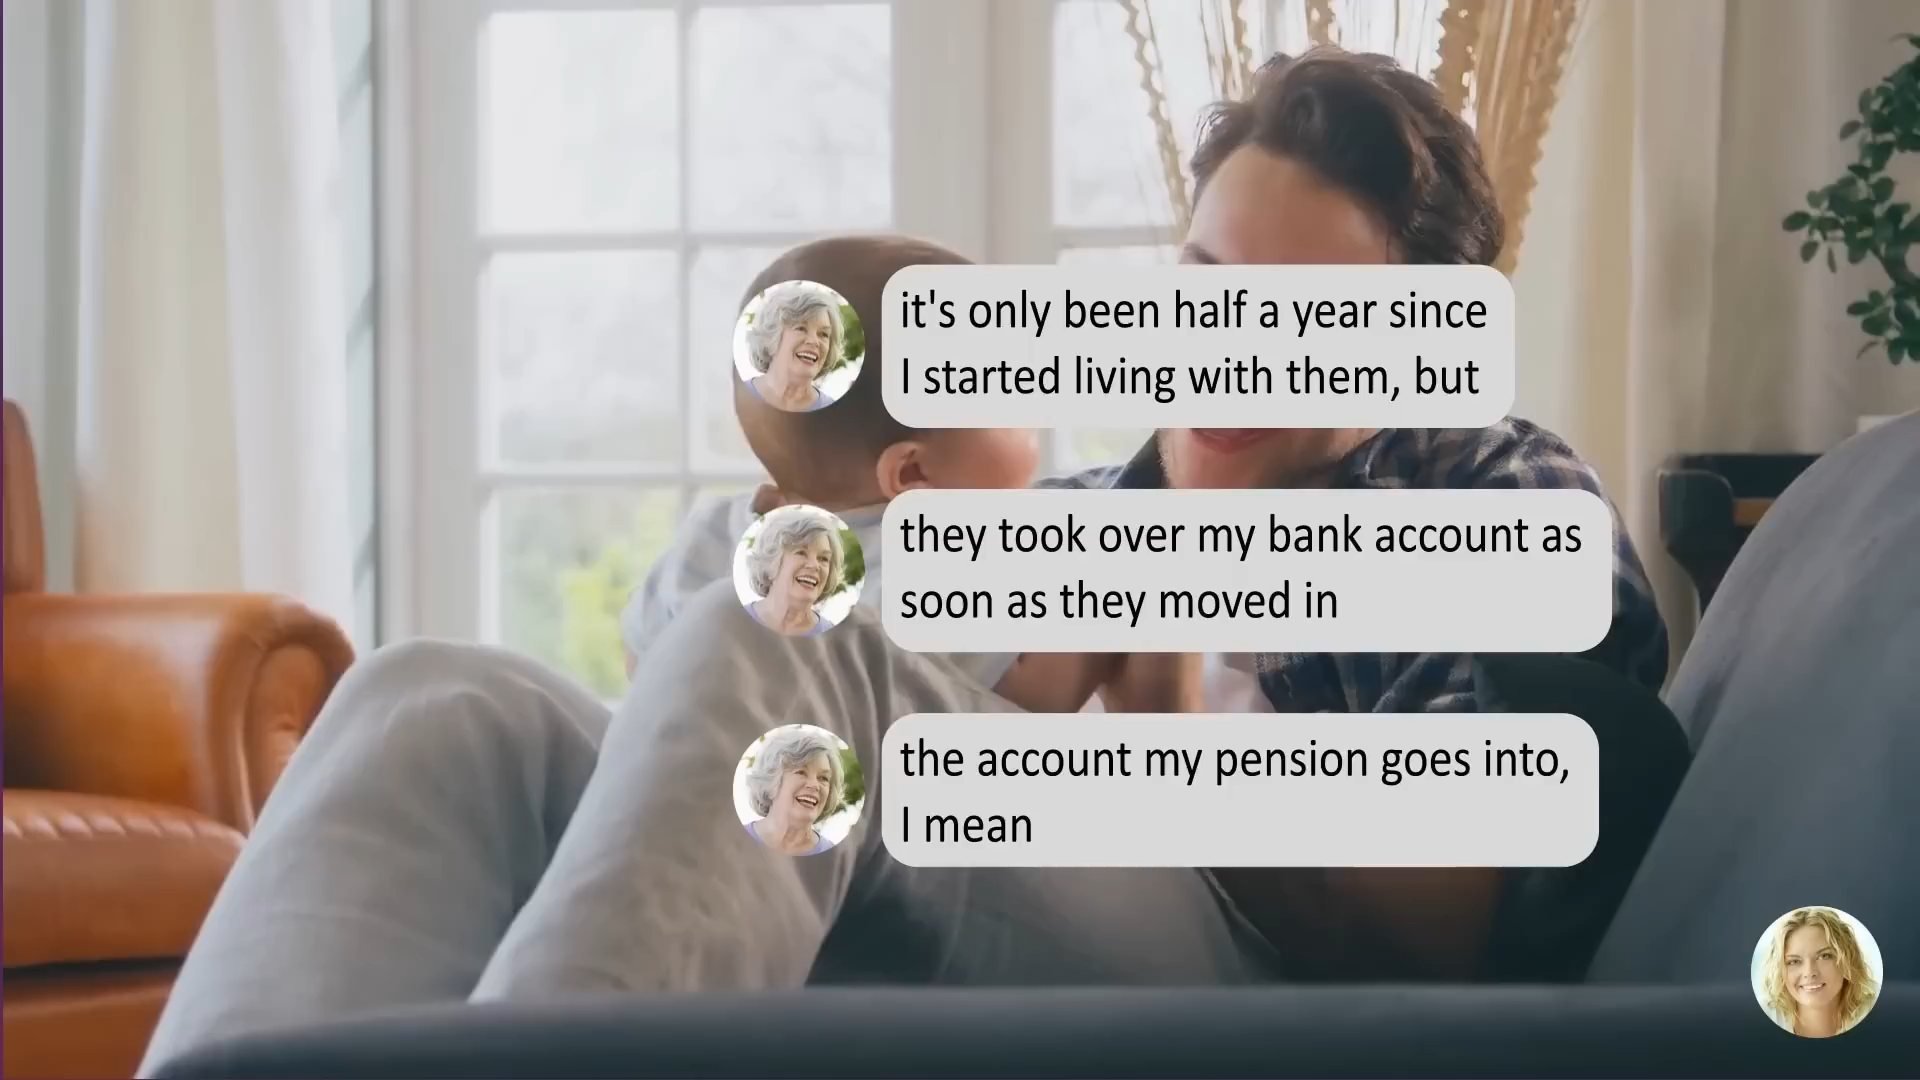 it's only been half a year since
I started living with them, but
they took over my bank account as
soon as they moved in
the account my pension goes into,
I mean